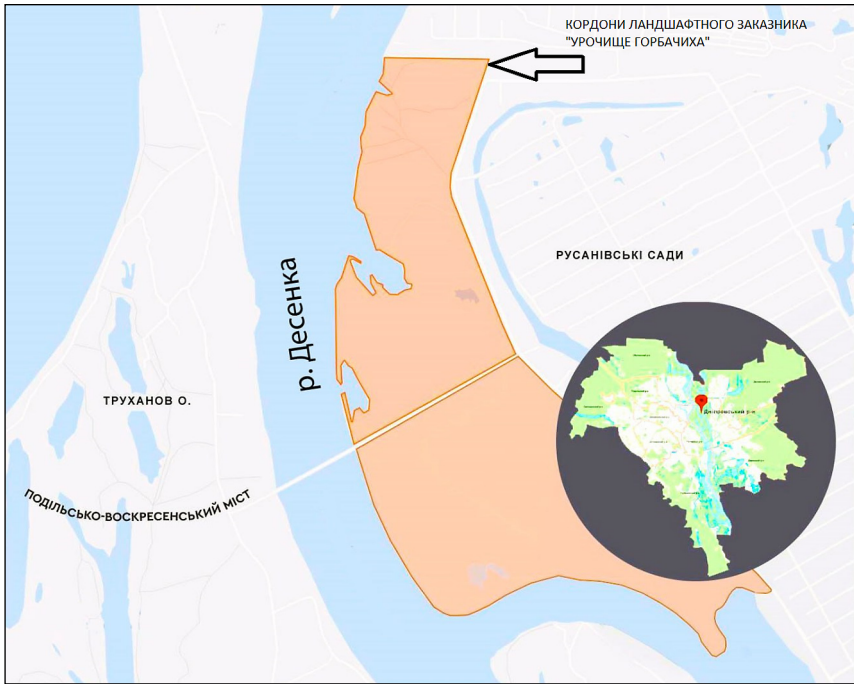 КОРДОНИ ЛАНДШАФТНОГО ЗАКАЗНИКА
"УРОЧИЩЕ ГОРБАЧИХА"
РУСАНІВСЬКІ САДИ
р. Десенка
ТРУХАНОВ О.
Дніпровський р-н
ПОДІЛЬСЬКО-ВОСКРЕСЕНСЬКИЙ МІСТ